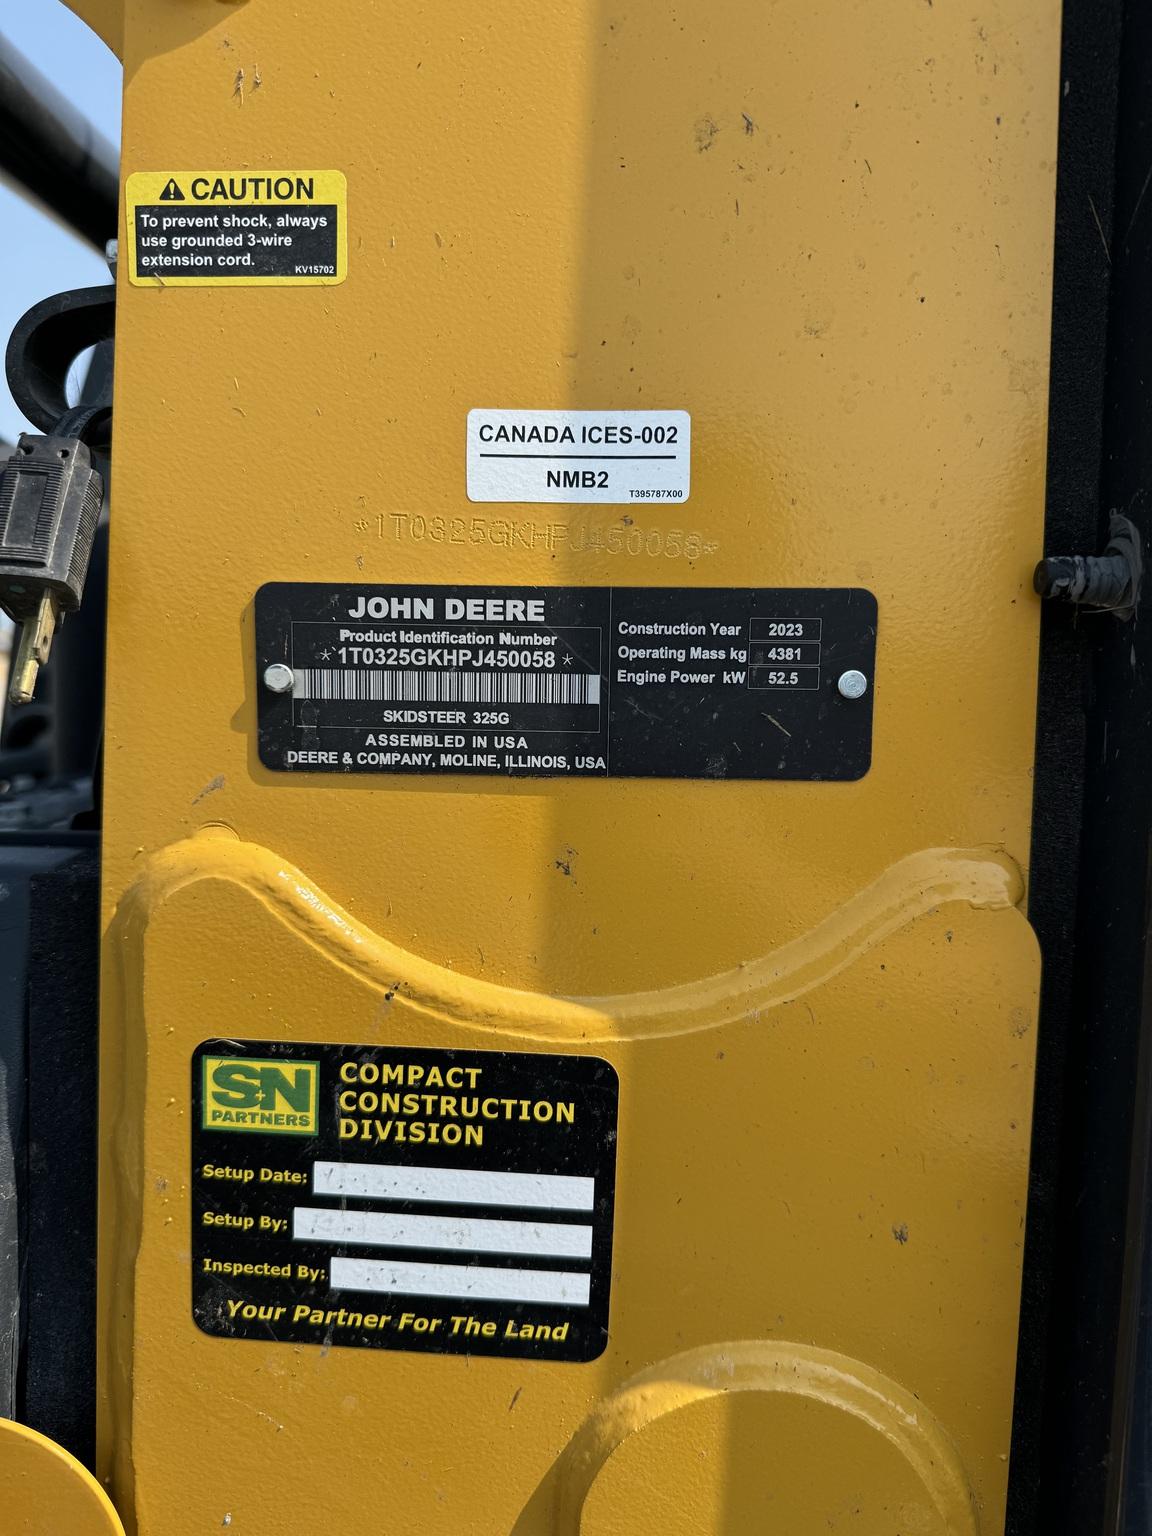 CAUTION
To prevent shock, always
use grounded 3-wire
extension cord.
KV15702
CANADA ICES-002
NMB2
T395787X00
*1T0325GKHPJ450058*
JOHN DEERE
Product Identification Number
*1T0325GKHPJ450058*
SKIDSTEER 325G
ASSEMBLED IN USA
DEERE & COMPANY, MOLINE, ILLINOIS, USA
Construction Year 2023
Operating Mass kg 4381
Engine Power kW 52.5
S+N
PARTNERS
COMPACT
CONSTRUCTION
DIVISION
Setup Date:
Setup By:
Inspected By:
Your Partner For The Land